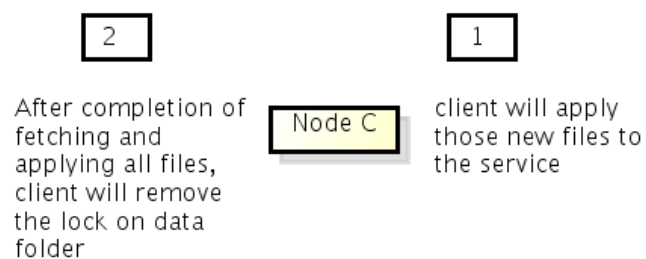 2
1
After completion of
fetching and
applying all files,
client will remove
the lock on data
folder
Node C
client will apply
those new files to
the service